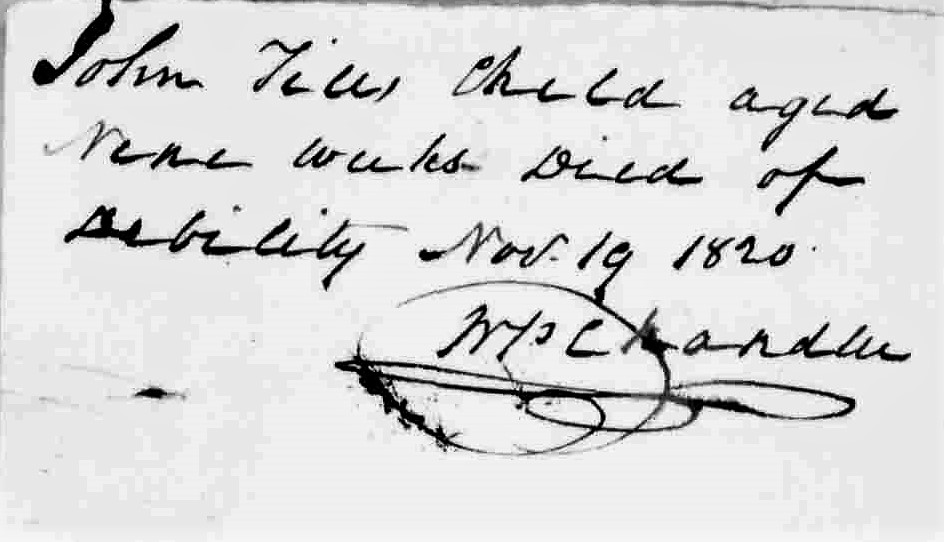 John Tills Child aged
Nine weeks Died of
Debility Nov. 19 1820
Wm P Chandler